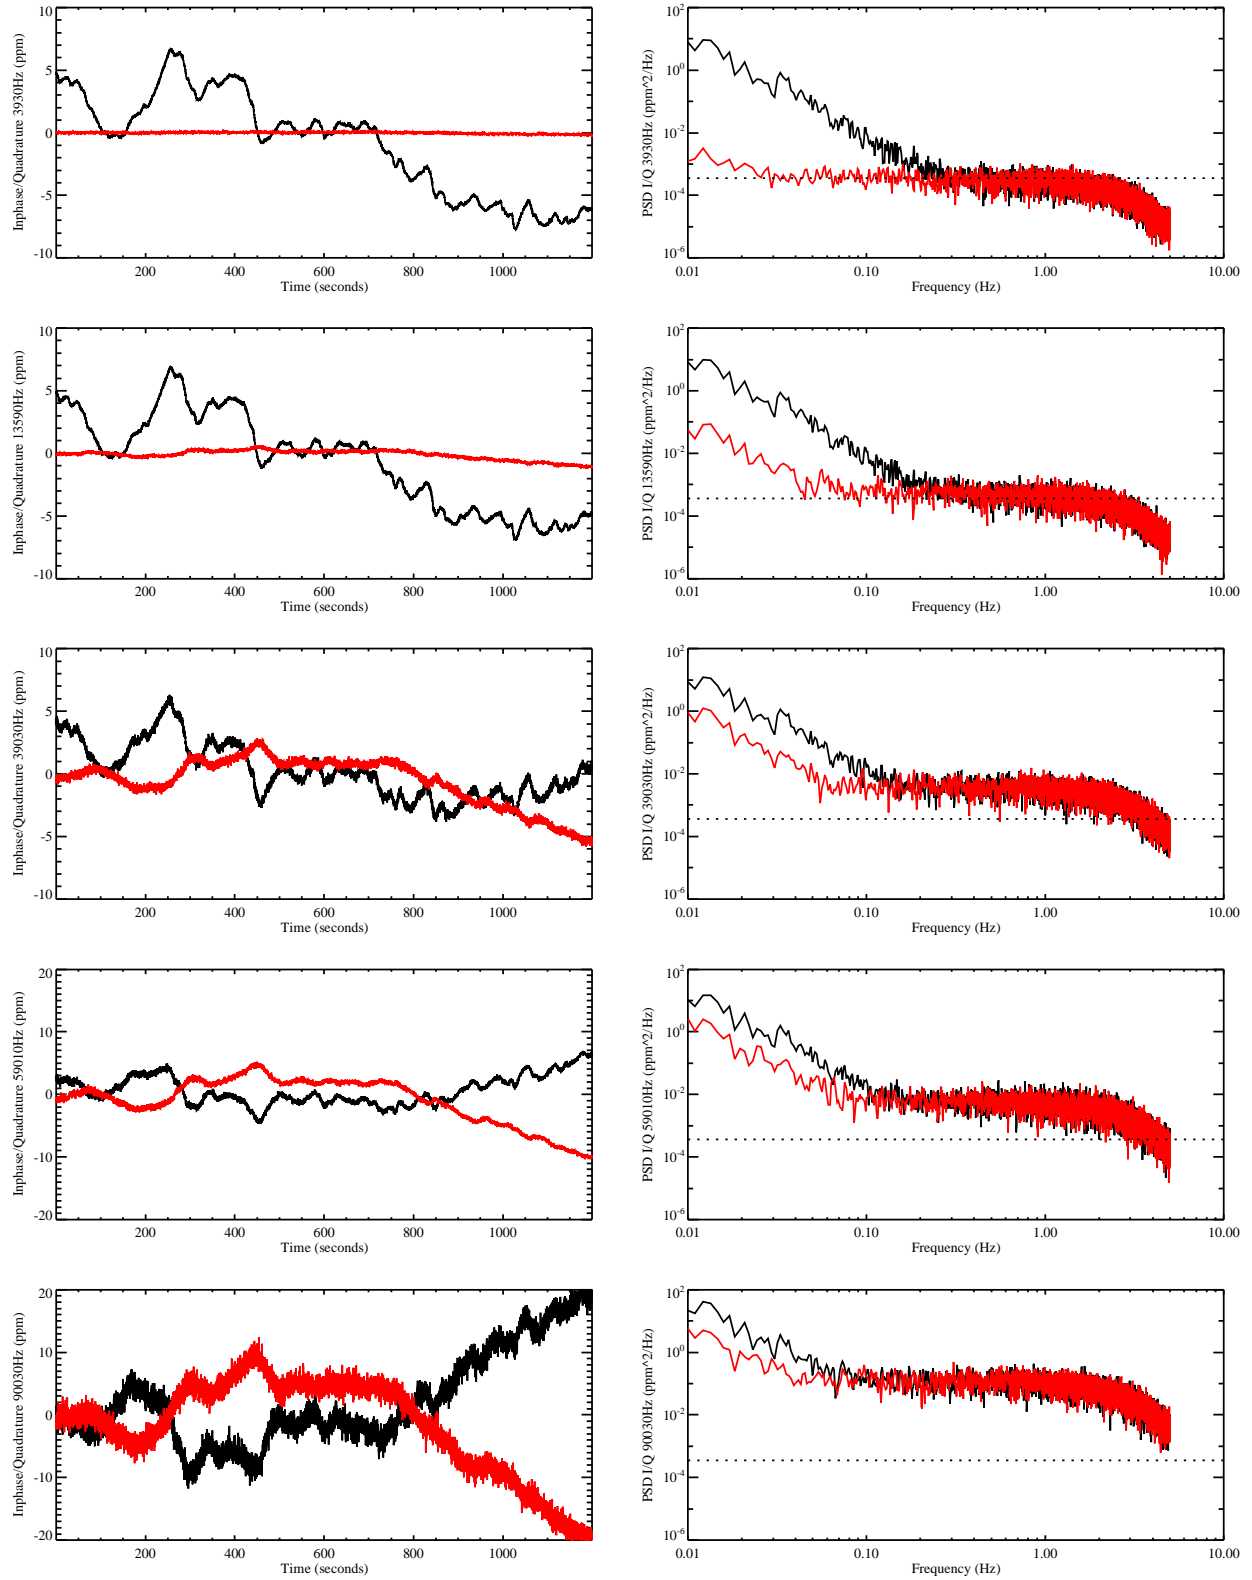 Inphase/Quadrature 3930Hz (ppm)
10
5
0
-5
-10
200 400 600 800 1000
Time (seconds)
PSD I/Q 3930Hz (ppm^2/Hz)
10^2
10^0
10^-2
10^-4
10^-6
0.01 0.10 1.00 10.00
Frequency (Hz)
Inphase/Quadrature 13590Hz (ppm)
10
5
0
-5
-10
200 400 600 800 1000
Time (seconds)
PSD I/Q 13590Hz (ppm^2/Hz)
10^2
10^0
10^-2
10^-4
10^-6
0.01 0.10 1.00 10.00
Frequency (Hz)
Inphase/Quadrature 39030Hz (ppm)
10
5
0
-5
-10
200 400 600 800 1000
Time (seconds)
PSD I/Q 39030Hz (ppm^2/Hz)
10^2
10^0
10^-2
10^-4
10^-6
0.01 0.10 1.00 10.00
Frequency (Hz)
Inphase/Quadrature 59010Hz (ppm)
20
10
0
-10
-20
200 400 600 800 1000
Time (seconds)
PSD I/Q 59010Hz (ppm^2/Hz)
10^2
10^0
10^-2
10^-4
10^-6
0.01 0.10 1.00 10.00
Frequency (Hz)
Inphase/Quadrature 90030Hz (ppm)
20
10
0
-10
-20
200 400 600 800 1000
Time (seconds)
PSD I/Q 90030Hz (ppm^2/Hz)
10^2
10^0
10^-2
10^-4
10^-6
0.01 0.10 1.00 10.00
Frequency (Hz)